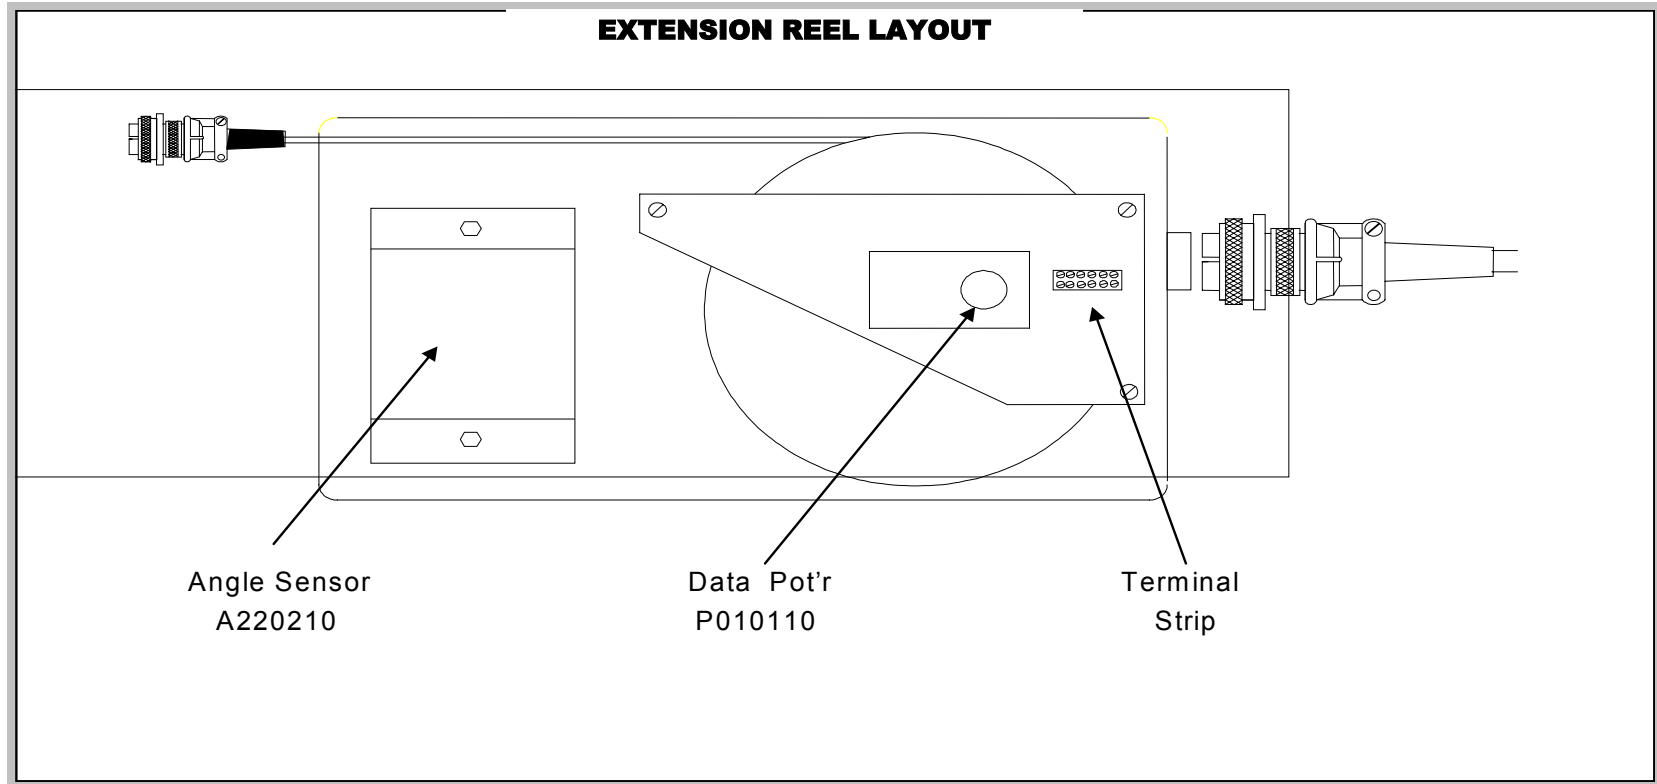 EXTENSION REEL LAYOUT
Angle Sensor
A220210
Data Pot’r
P010110
Terminal
Strip